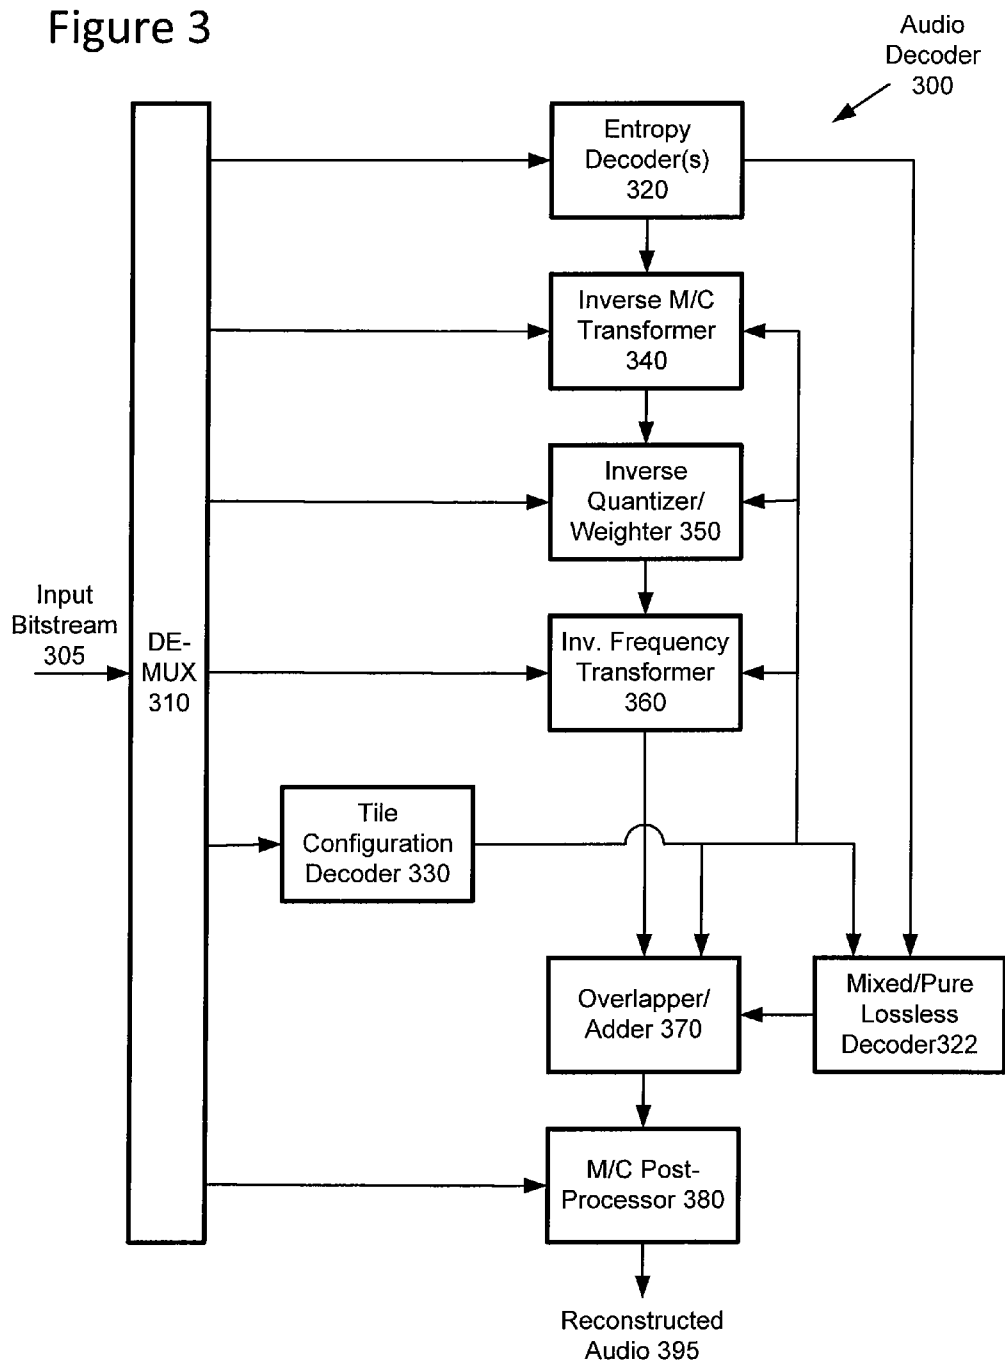 Figure 3
Audio
Decoder
300
Entropy
Decoder(s)
320
Inverse M/C
Transformer
340
Inverse
Quantizer/
Weighter 350
Input
Bitstream
305
DE-
MUX
310
Inv. Frequency
Transformer
360
Tile
Configuration
Decoder 330
Overlapper/
Adder 370
Mixed/Pure
Lossless
Decoder322
M/C Post-
Processor 380
Reconstructed
Audio 395